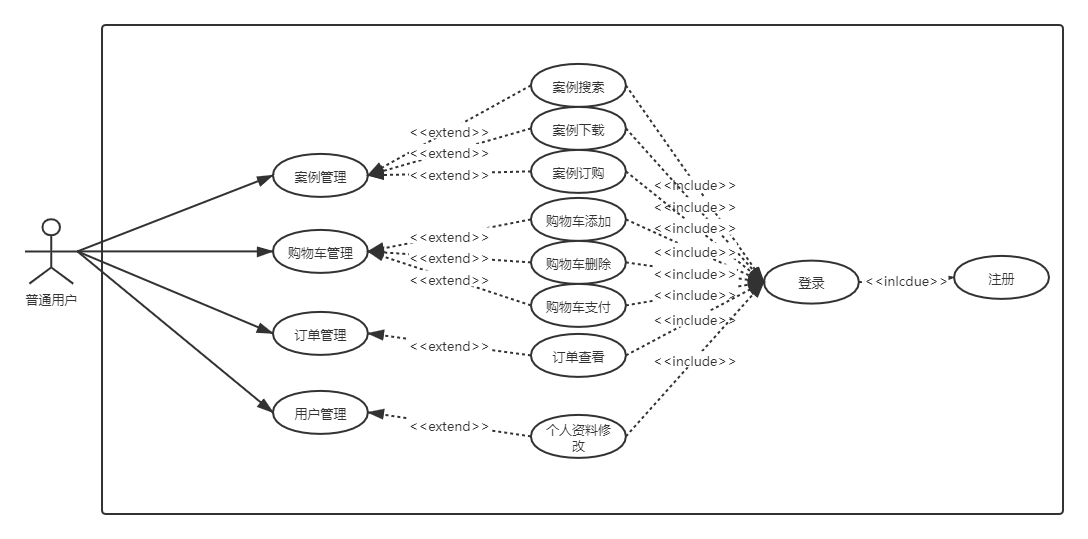 案例搜索
<<extend>>
案例下载
<<extend>>
案例管理
<<extend>>
案例订购
<<include>>
<<include>>
购物车添加
<<include>>
<<extend>>
购物车管理
<<include>>
<<extend>>
购物车删除
<<include>>
<<extend>>
登录
<<inlcdue>>
注册
普通用户
购物车支付
<<include>>
<<include>>
订单管理
<<extend>>
订单查看
<<include>>
用户管理
<<extend>>
个人资料修
改